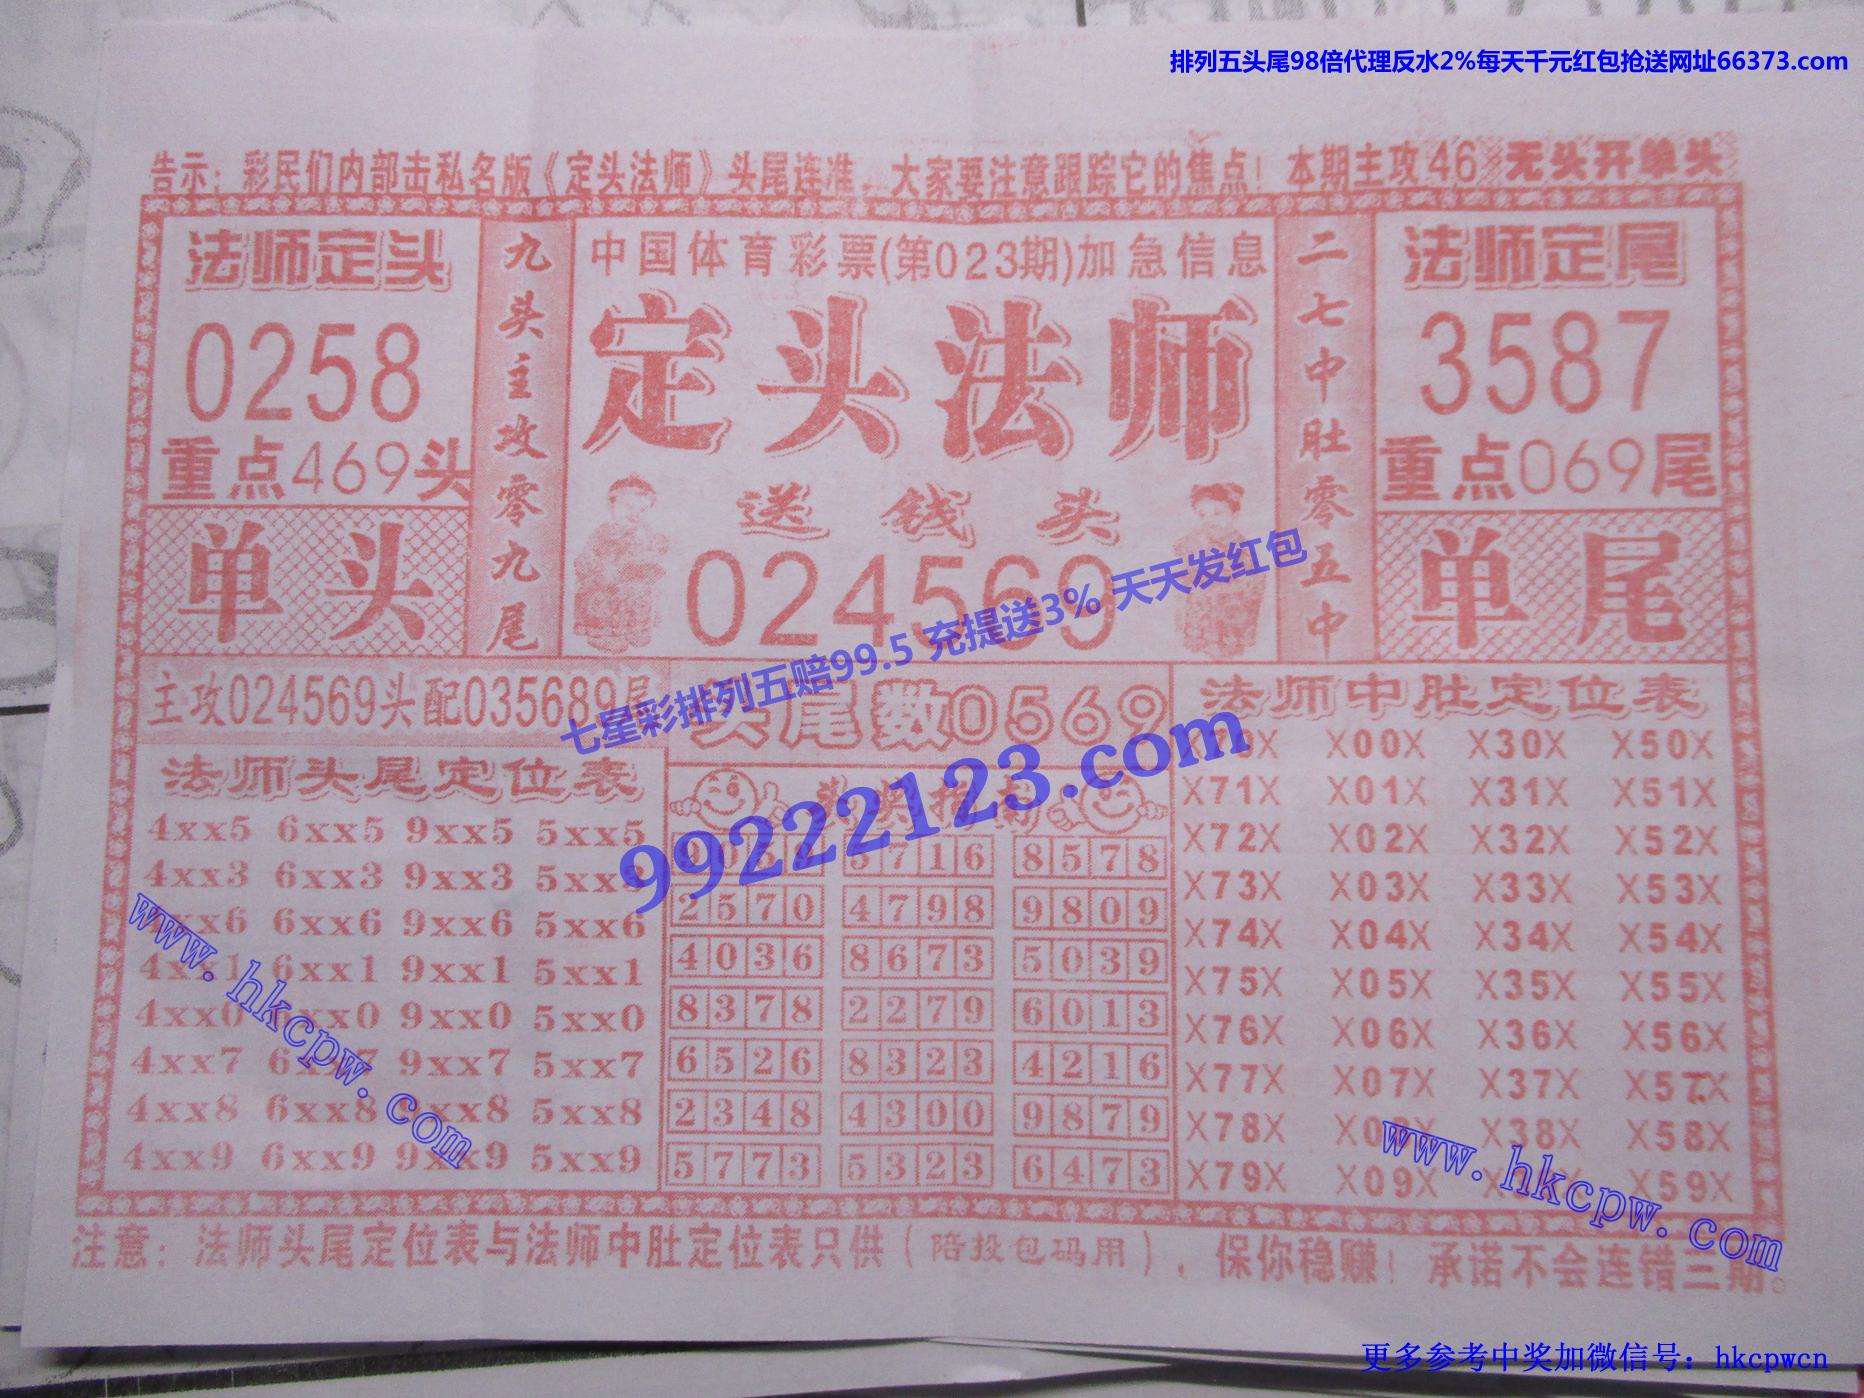 排列五头尾98倍代理反水2%每天千元红包抢送网址66373.com
告示：彩民们内部击私名版《定头法师》头尾连准，大家要注意跟踪它的焦点！本期主攻46 无头开单头
法师定头
0258
重点469头
单头
九头主攻零九尾
中国体育彩票(第023期)加急信息
定头法师
送钱头
024569
二七中肚零五中
法师定尾
3587
重点069尾
单尾
七星彩排列五赔99.5 充提送3% 天天发红包
99222123.com
主攻024569头配035689尾
法师头尾定位表
4xx5 6xx5 9xx5 5xx5
4xx3 6xx3 9xx3 5xx3
4xx6 6xx6 9xx6 5xx6
4xx1 6xx1 9xx1 5xx1
4xx0 6xx0 9xx0 5xx0
4xx7 6xx7 9xx7 5xx7
4xx8 6xx8 9xx8 5xx8
4xx9 6xx9 9xx9 5xx9
头尾数0569
8578
2570 4798 9809
4036 8673 5039
8378 2279 6013
6526 8323 4216
2348 4300 9879
5773 5323 6473
法师中肚定位表
X00X X30X X50X
X71X X01X X31X X51X
X72X X02X X32X X52X
X73X X03X X33X X53X
X74X X04X X34X X54X
X75X X05X X35X X55X
X76X X06X X36X X56X
X77X X07X X37X X57X
X78X X38X X58X
X79X X09X X59X
www.hkcpw.com
www.hkcpw.com
注意：法师头尾定位表与法师中肚定位表只供（陪投包码用），保你稳赚！承诺不会连错三期。
更多参考中奖加微信号：hkcpwcn